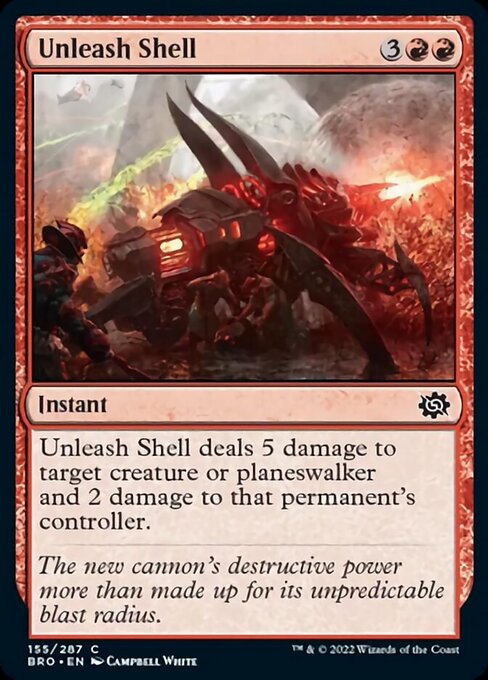 Unleash Shell 3
Instant
Unleash Shell deals 5 damage to
target creature or planeswalker
and 2 damage to that permanent's
controller.
The new cannon's destructive power
more than made up for its unpredictable
blast radius.
155/287 C
BRO • EN Campbell White
™ & © 2022 Wizards of the Coast